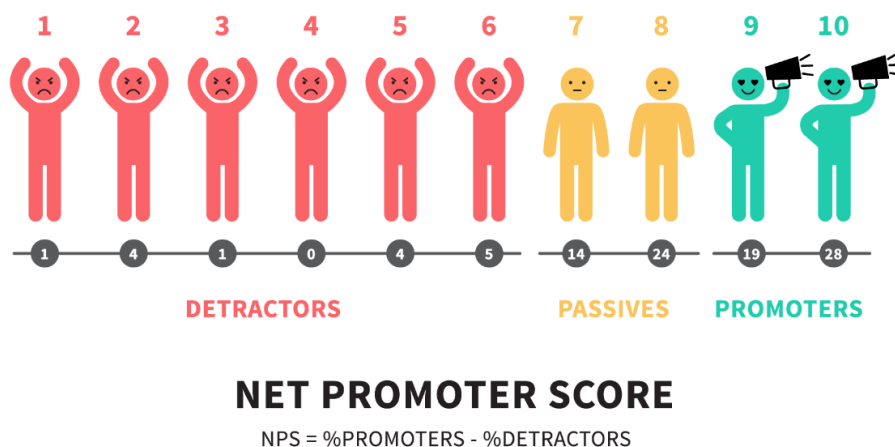 1 2 3 4 5 6 7 8 9 10
1 4 1 0 4 5 14 24 19 28
DETRACTORS PASSIVES PROMOTERS
NET PROMOTER SCORE
NPS = %PROMOTERS - %DETRACTORS